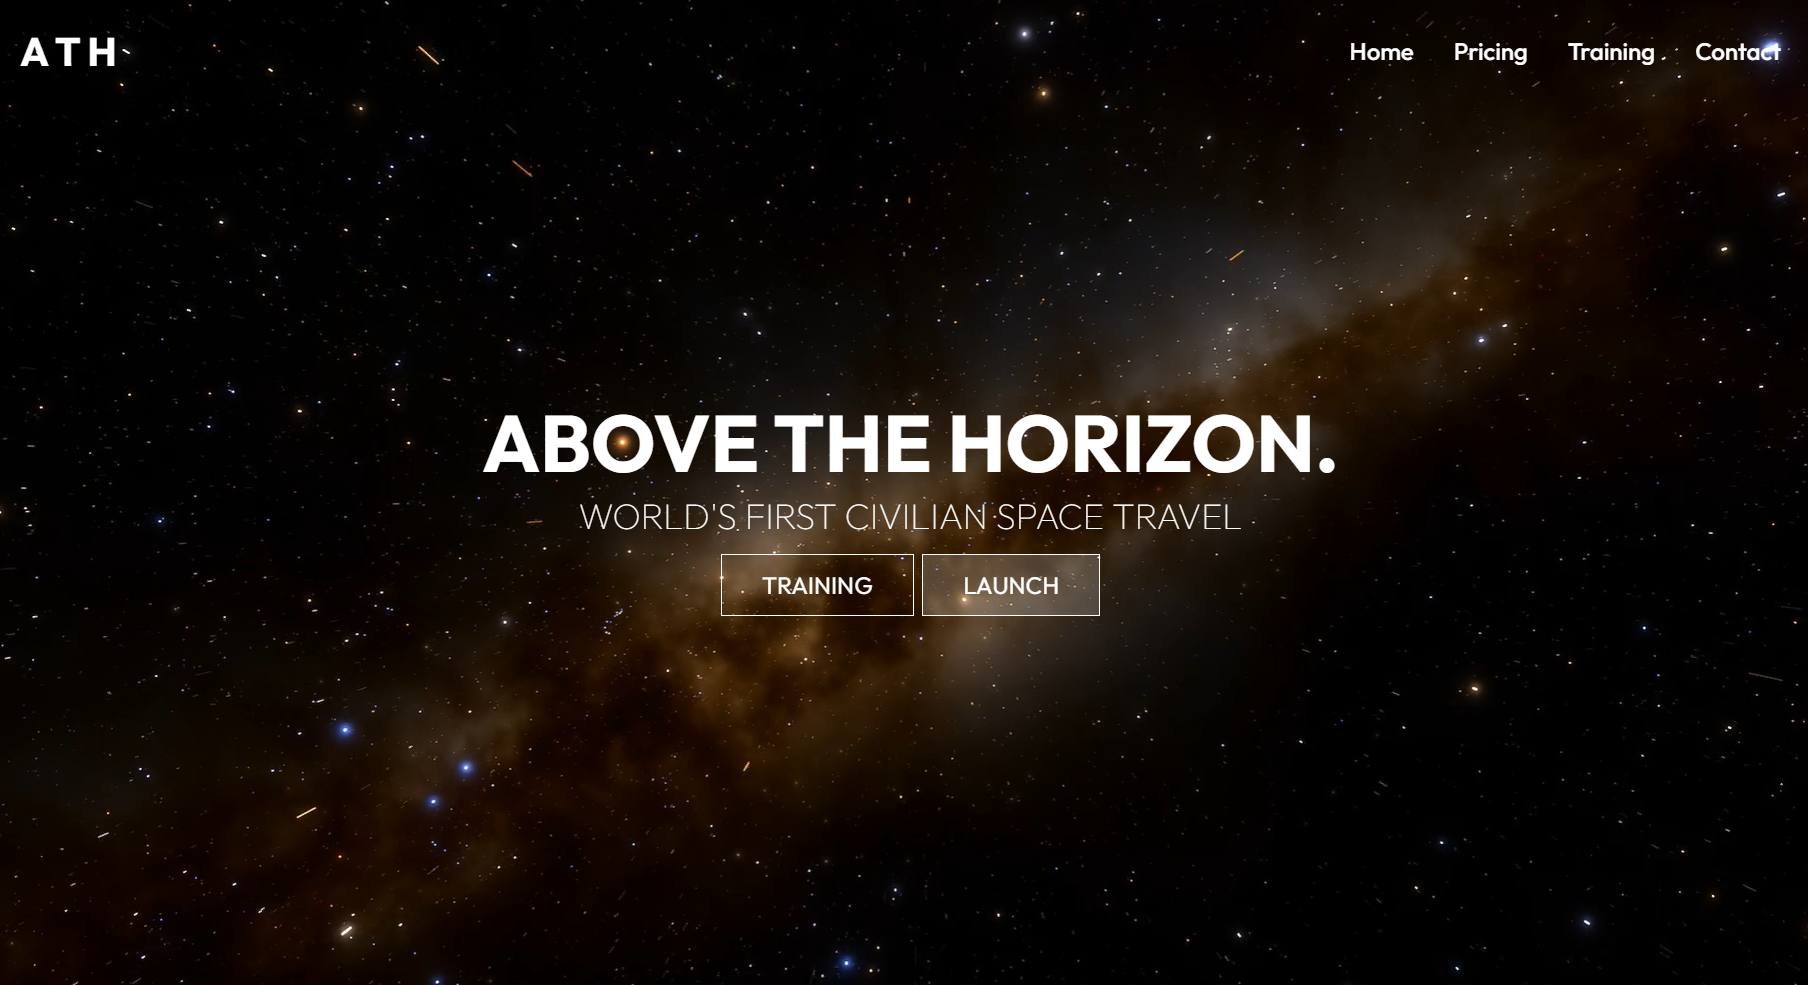 ATH
Home Pricing Training Contact
ABOVE THE HORIZON.
WORLD'S FIRST CIVILIAN SPACE TRAVEL
TRAINING LAUNCH